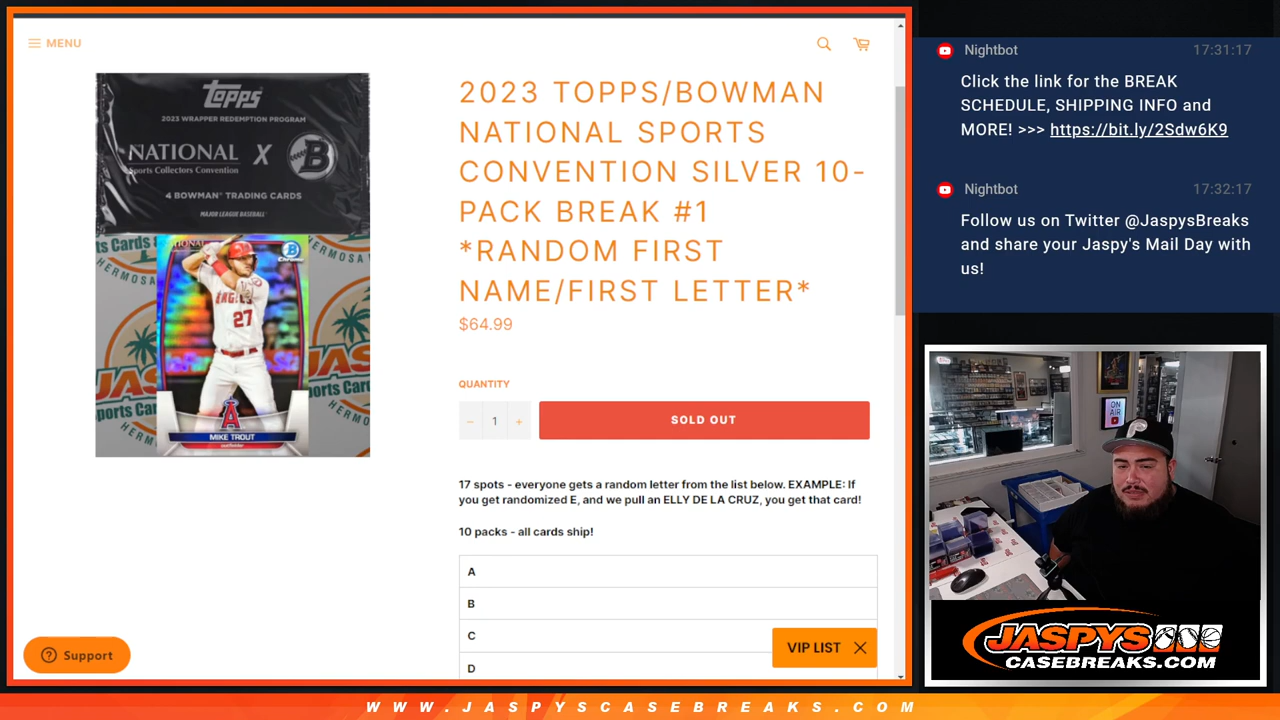 MENU
topps
2023 WRAPPER REDEMPTION PROGRAM
NATIONAL X B
Sports Collectors Convention
4 BOWMAN® TRADING CARDS
MAJOR LEAGUE BASEBALL
ANGELS
27
MIKE TROUT
2023 TOPPS/BOWMAN
NATIONAL SPORTS
CONVENTION SILVER 10-
PACK BREAK #1
*RANDOM FIRST
NAME/FIRST LETTER*
$64.99
QUANTITY
− 1 +
SOLD OUT
17 spots - everyone gets a random letter from the list below. EXAMPLE: If
you get randomized E, and we pull an ELLY DE LA CRUZ, you get that card!
10 packs - all cards ship!
A
B
C
D
VIP LIST
Support
Nightbot 17:31:17
Click the link for the BREAK
SCHEDULE, SHIPPING INFO and
MORE! >>> https://bit.ly/2Sdw6K9
Nightbot 17:32:17
Follow us on Twitter @JaspysBreaks
and share your Jaspy's Mail Day with
us!
ON
AIR
P
JASPYS
CASEBREAKS.COM
WWW.JASPYSCASEBREAKS.COM